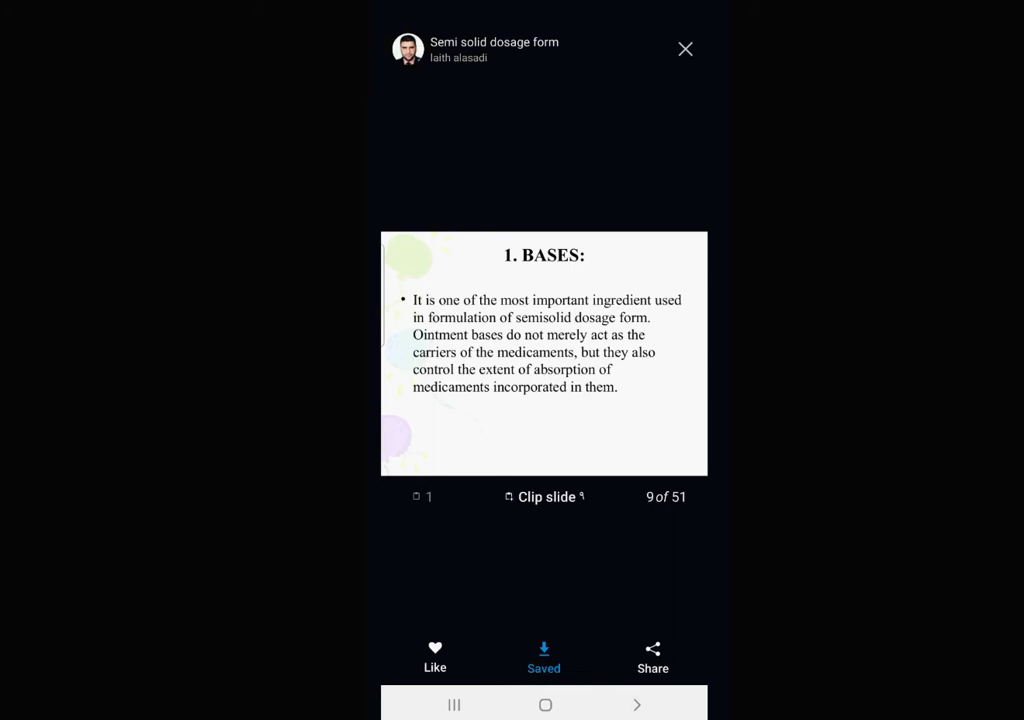 Semi solid dosage form
laith alasadi
1. BASES:
• It is one of the most important ingredient used
in formulation of semisolid dosage form.
Ointment bases do not merely act as the
carriers of the medicaments, but they also
control the extent of absorption of
medicaments incorporated in them.
1
Clip slide ٩
9 of 51
Like
Saved
Share